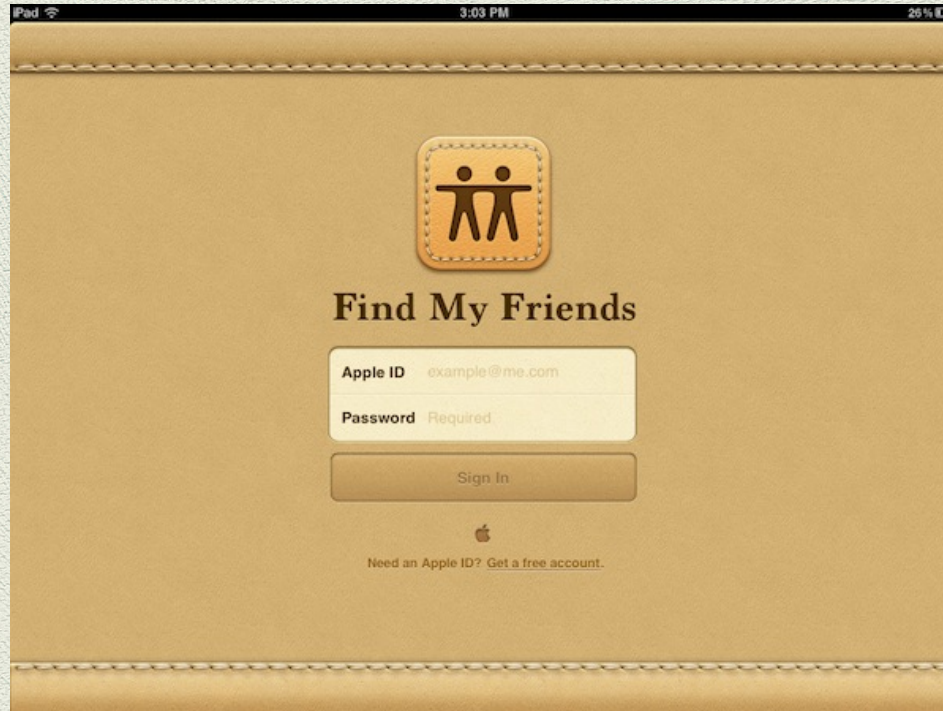 iPad 3:03 PM 26%
Find My Friends
Apple ID example@me.com
Password Required
Sign In
Need an Apple ID? Get a free account.